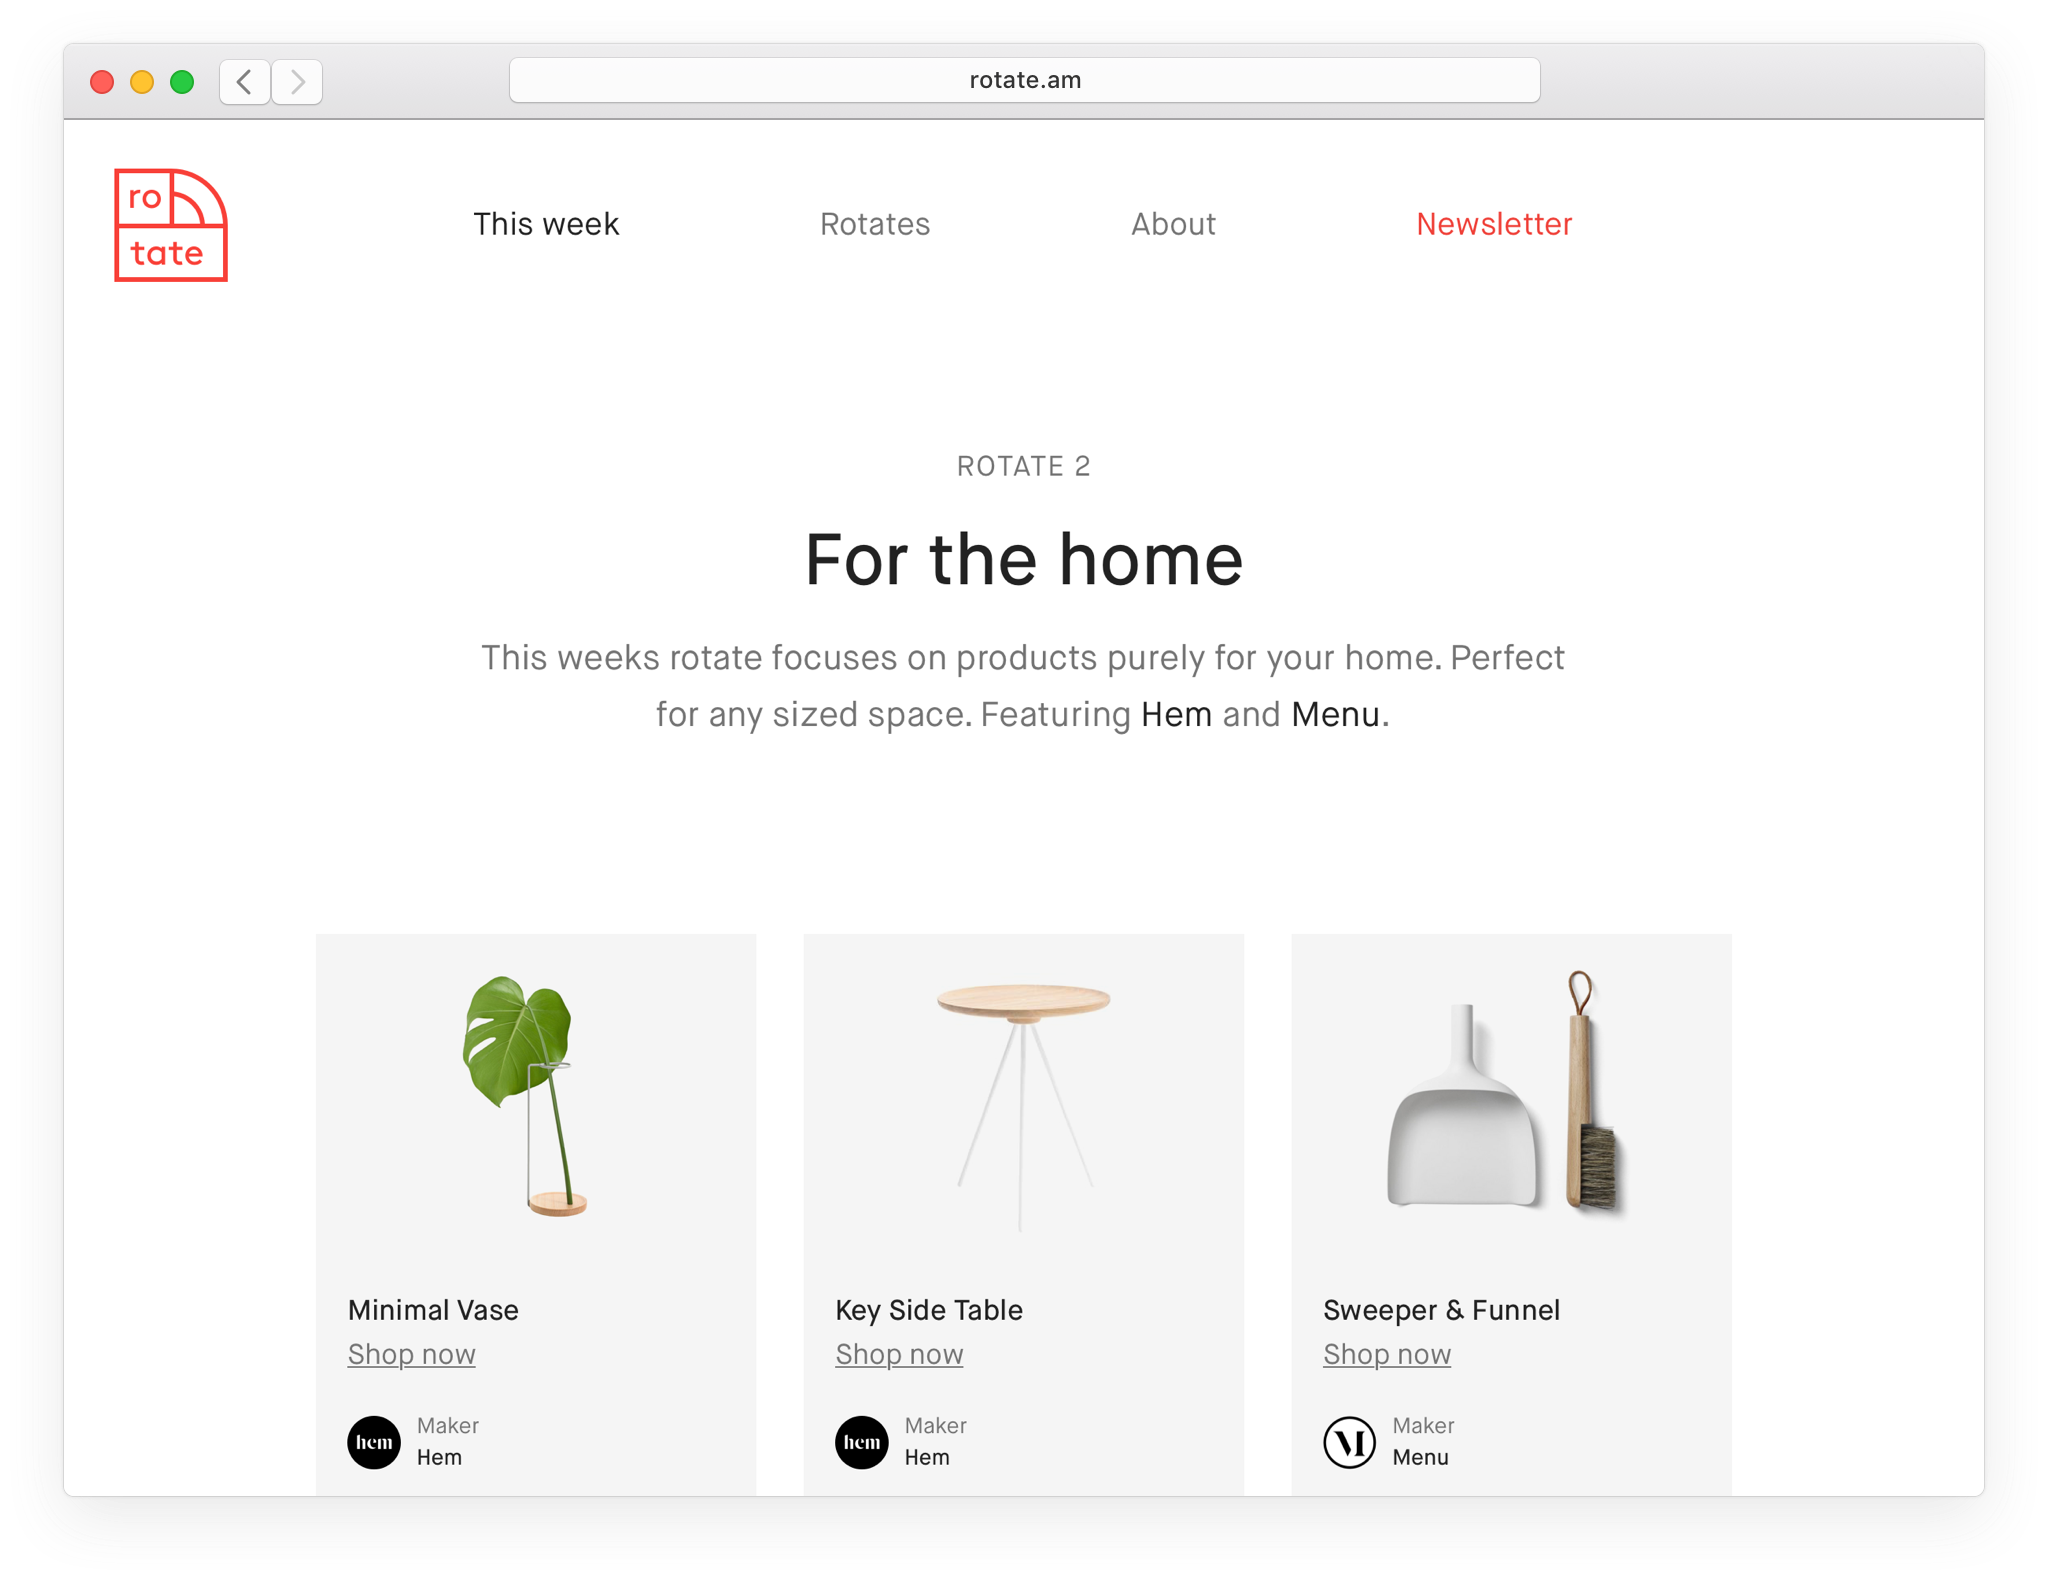 rotate.am
ro
tate
This week
Rotates
About
Newsletter
ROTATE 2
For the home
This weeks rotate focuses on products purely for your home. Perfect
for any sized space. Featuring Hem and Menu.
Minimal Vase
Shop now
hem
Maker
Hem
Key Side Table
Shop now
hem
Maker
Hem
Sweeper & Funnel
Shop now
M
Maker
Menu